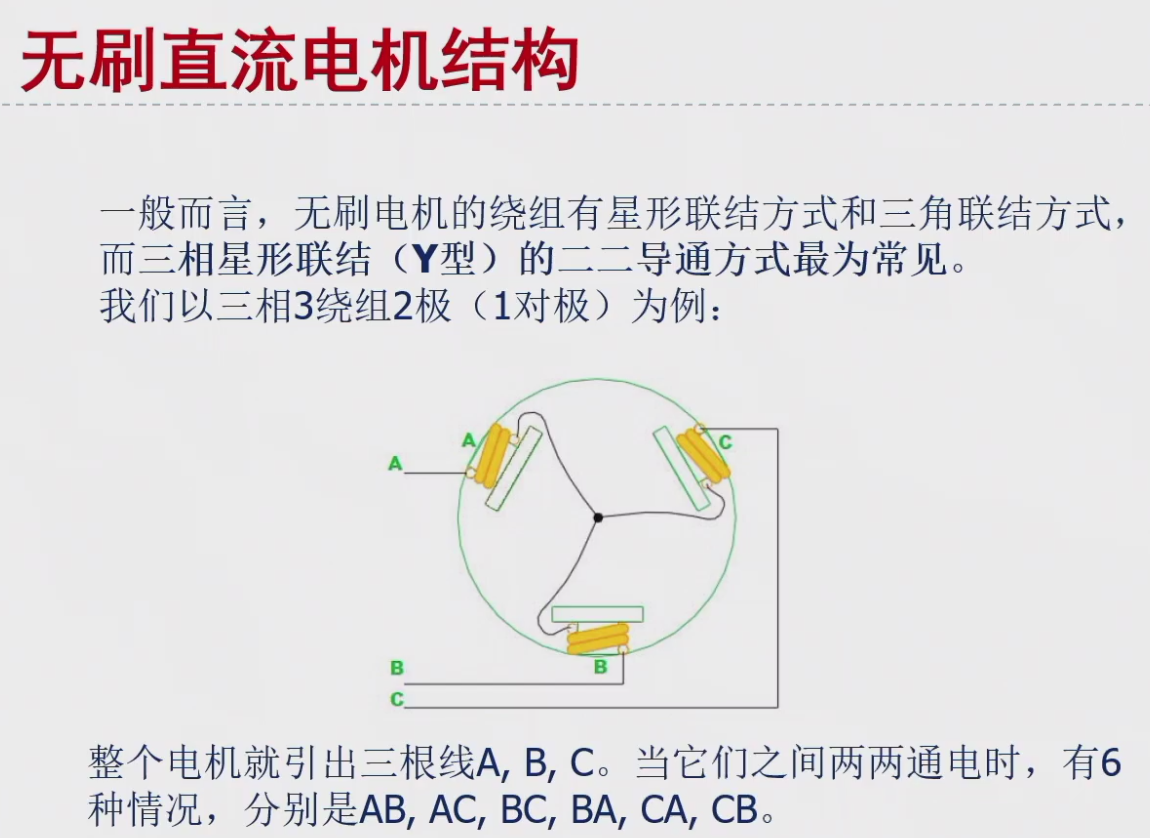 无刷直流电机结构
一般而言，无刷电机的绕组有星形联结方式和三角联结方式，
而三相星形联结（Y型）的二二导通方式最为常见。
我们以三相3绕组2极（1对极）为例：
A
C
A
B
B
C
整个电机就引出三根线A, B, C。当它们之间两两通电时，有6
种情况，分别是AB, AC, BC, BA, CA, CB。